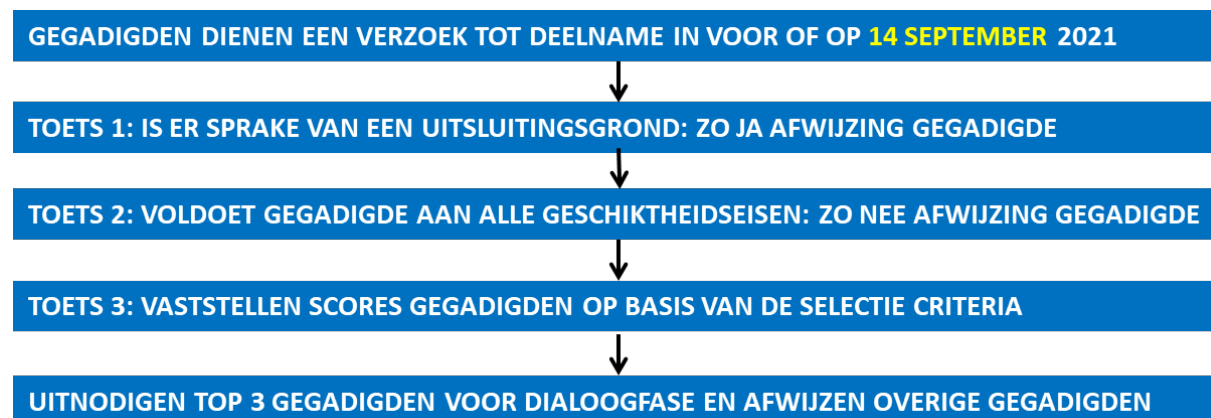 GEGADIGDEN DIENEN EEN VERZOEK TOT DEELNAME IN VOOR OF OP 14 SEPTEMBER 2021
TOETS 1: IS ER SPRAKE VAN EEN UITSLUITINGSGROND: ZO JA AFWIJZING GEGADIGDE
TOETS 2: VOLDOET GEGADIGDE AAN ALLE GESCHIKTHEIDSEISEN: ZO NEE AFWIJZING GEGADIGDE
TOETS 3: VASTSTELLEN SCORES GEGADIGDEN OP BASIS VAN DE SELECTIE CRITERIA
UITNODIGEN TOP 3 GEGADIGDEN VOOR DIALOOGFASE EN AFWIJZEN OVERIGE GEGADIGDEN